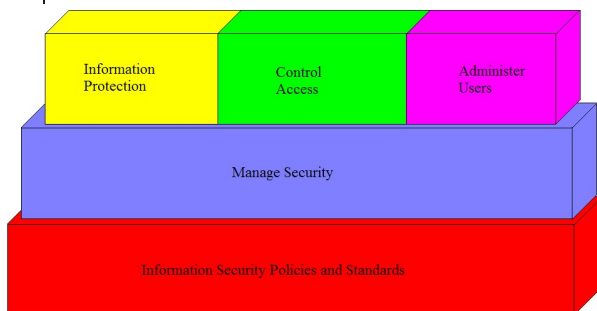 Information
Protection
Control
Access
Administer
Users
Manage Security
Information Security Policies and Standards